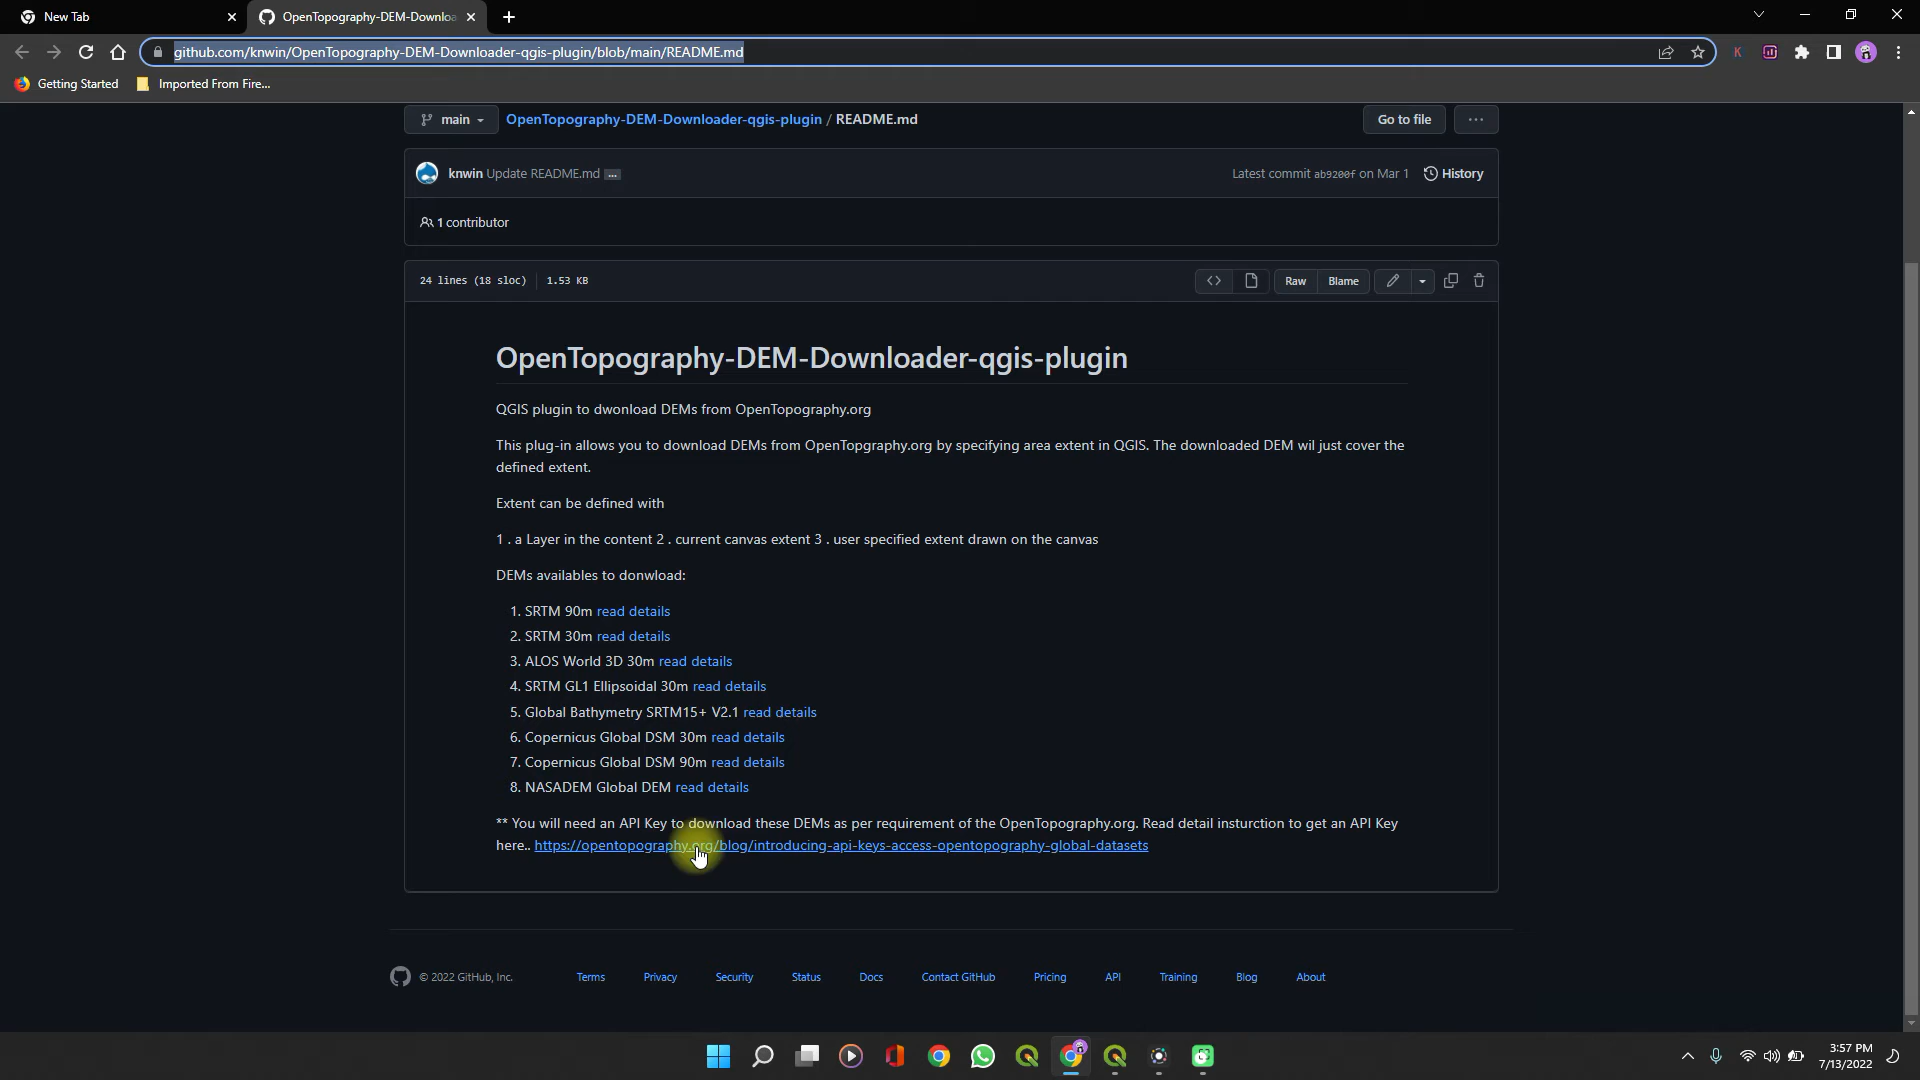 New Tab
OpenTopography-DEM-Downloa
github.com/knwin/OpenTopography-DEM-Downloader-qgis-plugin/blob/main/README.md
K
Getting Started
Imported From Fire...
main
OpenTopography-DEM-Downloader-qgis-plugin / README.md
Go to file
...
knwin Update README.md ...
Latest commit ab9200f on Mar 1
History
1 contributor
24 lines (18 sloc)
1.53 KB
<>
Raw
Blame
OpenTopography-DEM-Downloader-qgis-plugin
QGIS plugin to dwonload DEMs from OpenTopography.org
This plug-in allows you to download DEMs from OpenTopgraphy.org by specifying area extent in QGIS. The downloaded DEM wil just cover the
defined extent.
Extent can be defined with
1 . a Layer in the content 2 . current canvas extent 3 . user specified extent drawn on the canvas
DEMs availables to donwload:
1. SRTM 90m read details
2. SRTM 30m read details
3. ALOS World 3D 30m read details
4. SRTM GL1 Ellipsoidal 30m read details
5. Global Bathymetry SRTM15+ V2.1 read details
6. Copernicus Global DSM 30m read details
7. Copernicus Global DSM 90m read details
8. NASADEM Global DEM read details
** You will need an API Key to download these DEMs as per requirement of the OpenTopography.org. Read detail insturction to get an API Key
here.. https://opentopography.org/blog/introducing-api-keys-access-opentopography-global-datasets
© 2022 GitHub, Inc.
Terms
Privacy
Security
Status
Docs
Contact GitHub
Pricing
API
Training
Blog
About
3:57 PM
7/13/2022